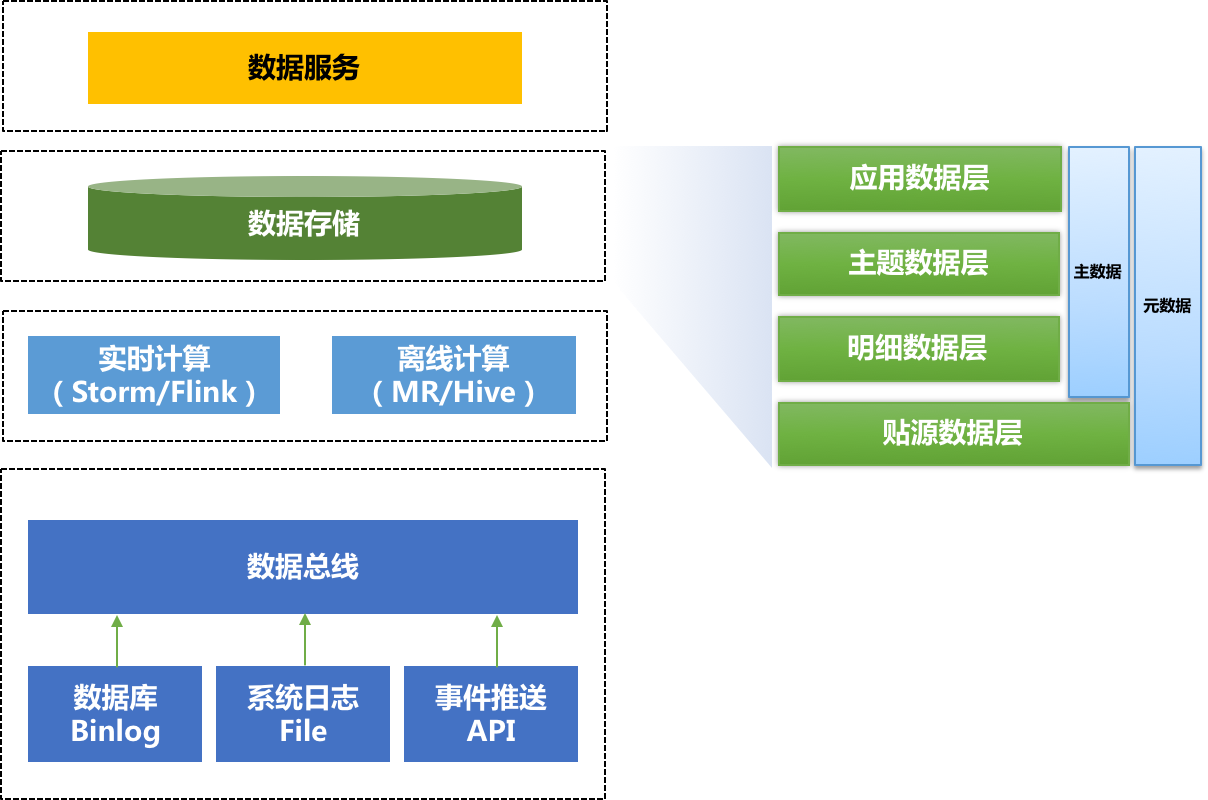 数据服务
数据存储
实时计算
（Storm/Flink）
离线计算
（MR/Hive）
数据总线
数据库
Binlog
系统日志
File
事件推送
API
应用数据层
主题数据层
明细数据层
贴源数据层
主数据
元数据